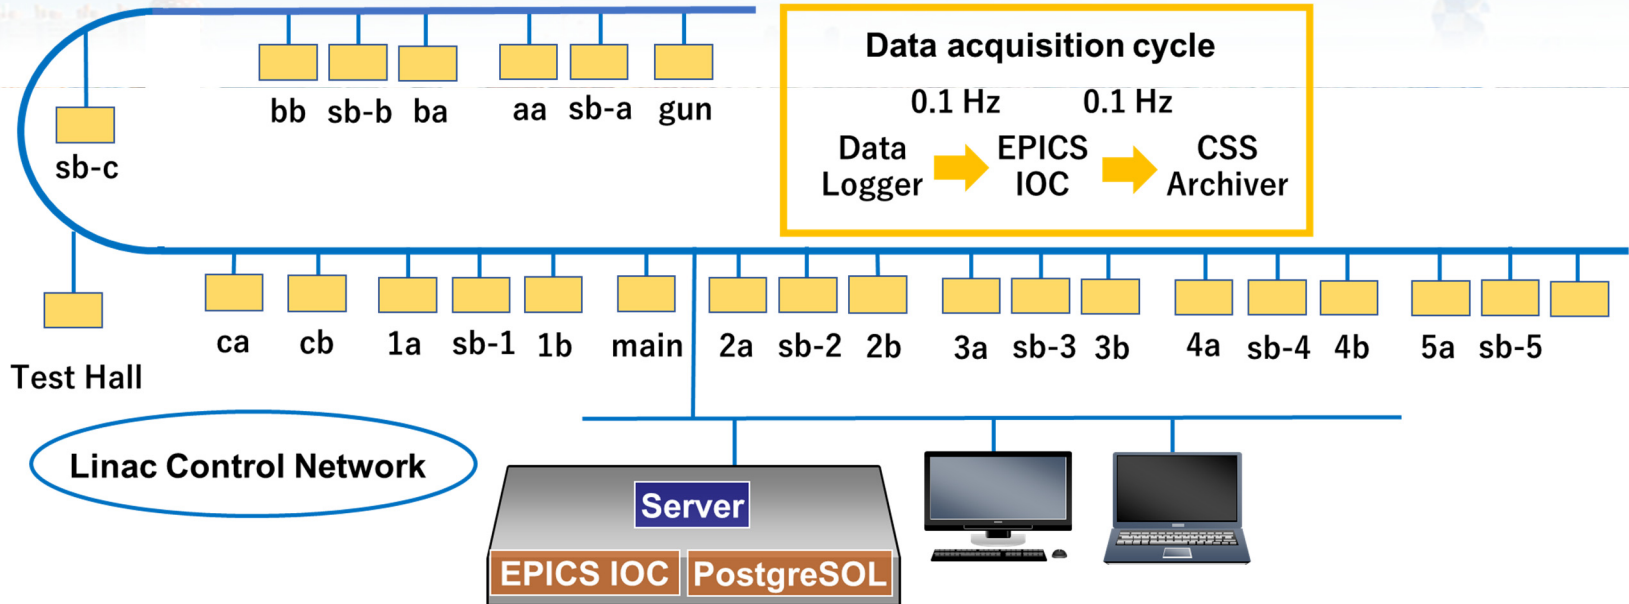 Data acquisition cycle
0.1 Hz 0.1 Hz
Data Logger EPICS IOC CSS Archiver
bb sb-b ba aa sb-a gun
sb-c
ca cb 1a sb-1 1b main 2a sb-2 2b 3a sb-3 3b 4a sb-4 4b 5a sb-5
Test Hall
Linac Control Network
Server
EPICS IOC PostgreSOL